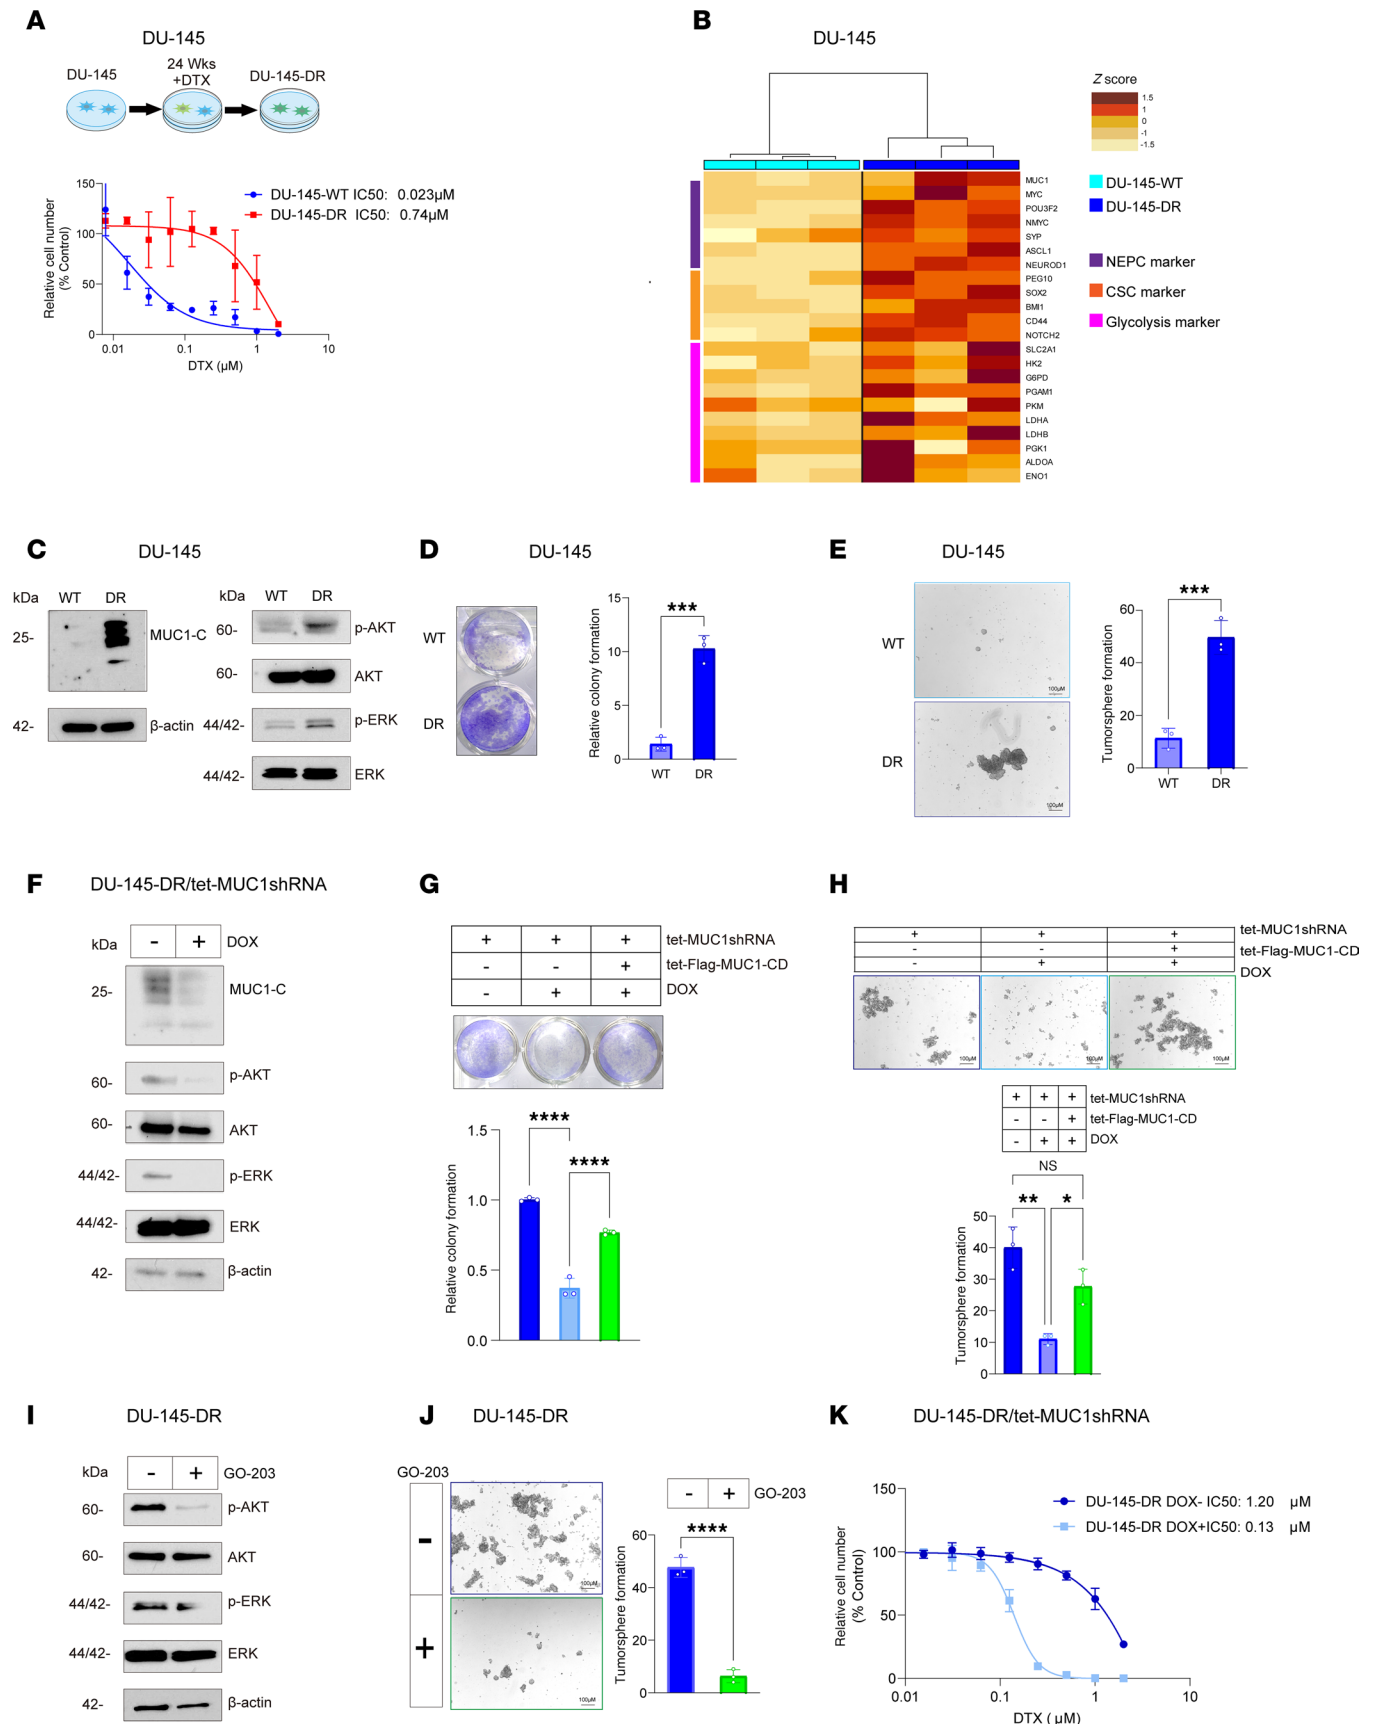 A
DU-145
DU-145
24 Wks
+DTX
DU-145-DR
Relative cell number
(% Control)
150
100
50
0
0.01
0.1
1
10
DTX (µM)
DU-145-WT IC50: 0.023µM
DU-145-DR IC50: 0.74µM
B
DU-145
Z score
1.5
1
0
-1
-1.5
DU-145-WT
DU-145-DR
NEPC marker
CSC marker
Glycolysis marker
MUC1
MYC
POU3F2
NMYC
SYP
ASCL1
NEUROD1
PEG10
SOX2
BMI1
CD44
NOTCH2
SLC2A1
HK2
G6PD
PGAM1
PKM
LDHA
LDHB
PGK1
ALDOA
ENO1
C
DU-145
kDa WT DR
25- MUC1-C
42- β-actin
kDa WT DR
60- p-AKT
60- AKT
44/42- p-ERK
44/42- ERK
D
DU-145
WT
DR
Relative colony formation
15
10
5
0
***
WT DR
E
DU-145
WT
100µM
DR
100µM
Tumorsphere formation
60
40
20
0
***
WT DR
F
DU-145-DR/tet-MUC1shRNA
kDa - + DOX
25- MUC1-C
60- p-AKT
60- AKT
44/42- p-ERK
44/42- ERK
42- β-actin
G
+ + + tet-MUC1shRNA
- - + tet-Flag-MUC1-CD
- + + DOX
Relative colony formation
1.5
1.0
0.5
0.0
****
****
H
+ + + tet-MUC1shRNA
- - + tet-Flag-MUC1-CD
- + + DOX
100µM
100µM
100µM
+ + + tet-MUC1shRNA
- - + tet-Flag-MUC1-CD
- + + DOX
NS
** *
Tumorsphere formation
50
40
30
20
10
0
I
DU-145-DR
kDa - + GO-203
60- p-AKT
60- AKT
44/42- p-ERK
44/42- ERK
42- β-actin
J
DU-145-DR
GO-203
-
100µM
+
100µM
- + GO-203
****
Tumorsphere formation
60
40
20
0
K
DU-145-DR/tet-MUC1shRNA
Relative cell number
(% Control)
150
100
50
0
0.01
0.1
1
10
DTX ( µM)
DU-145-DR DOX- IC50: 1.20 µM
DU-145-DR DOX+IC50: 0.13 µM